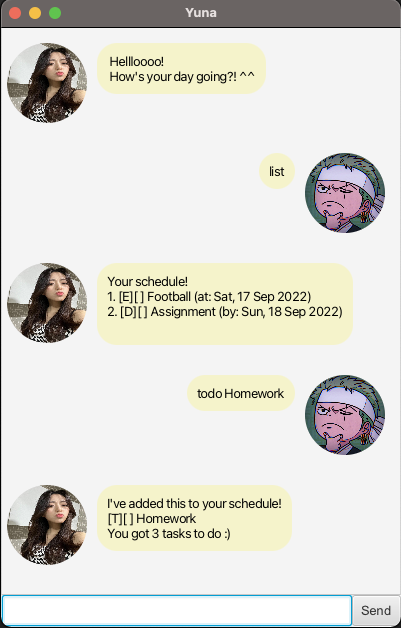 Yuna
Hellloooo!
How's your day going?! ^^
list
Your schedule!
1. [E][ ] Football (at: Sat, 17 Sep 2022)
2. [D][ ] Assignment (by: Sun, 18 Sep 2022)
todo Homework
I've added this to your schedule!
[T][ ] Homework
You got 3 tasks to do :)
Send